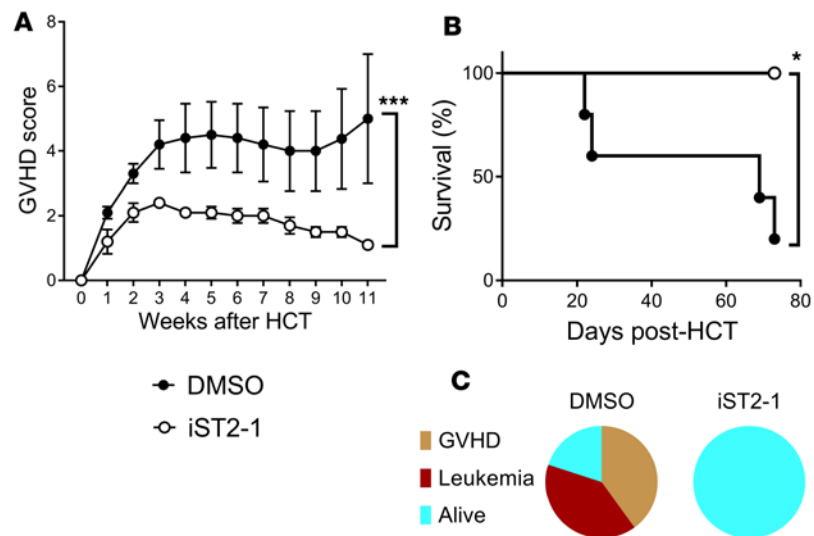 A
8
6
4
2
0
GVHD score
***
0 1 2 3 4 5 6 7 8 9 10 11
Weeks after HCT
DMSO
iST2-1
B
100
50
0
Survival (%)
*
0 20 40 60 80
Days post-HCT
C
DMSO iST2-1
GVHD
Leukemia
Alive